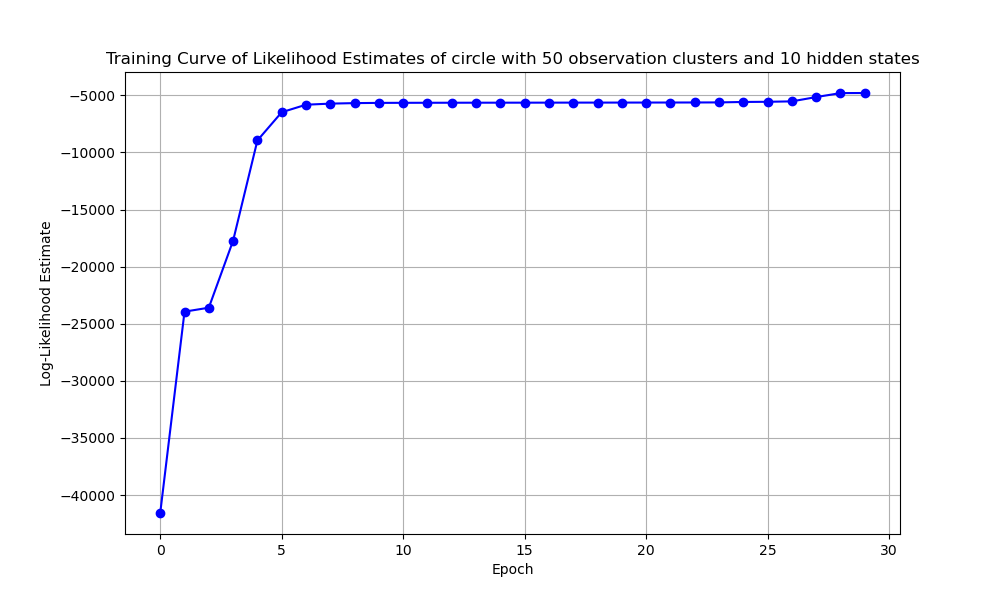 Training Curve of Likelihood Estimates of circle with 50 observation clusters and 10 hidden states
−5000
−10000
−15000
−20000
−25000
−30000
−35000
−40000
Log-Likelihood Estimate
0 5 10 15 20 25 30
Epoch